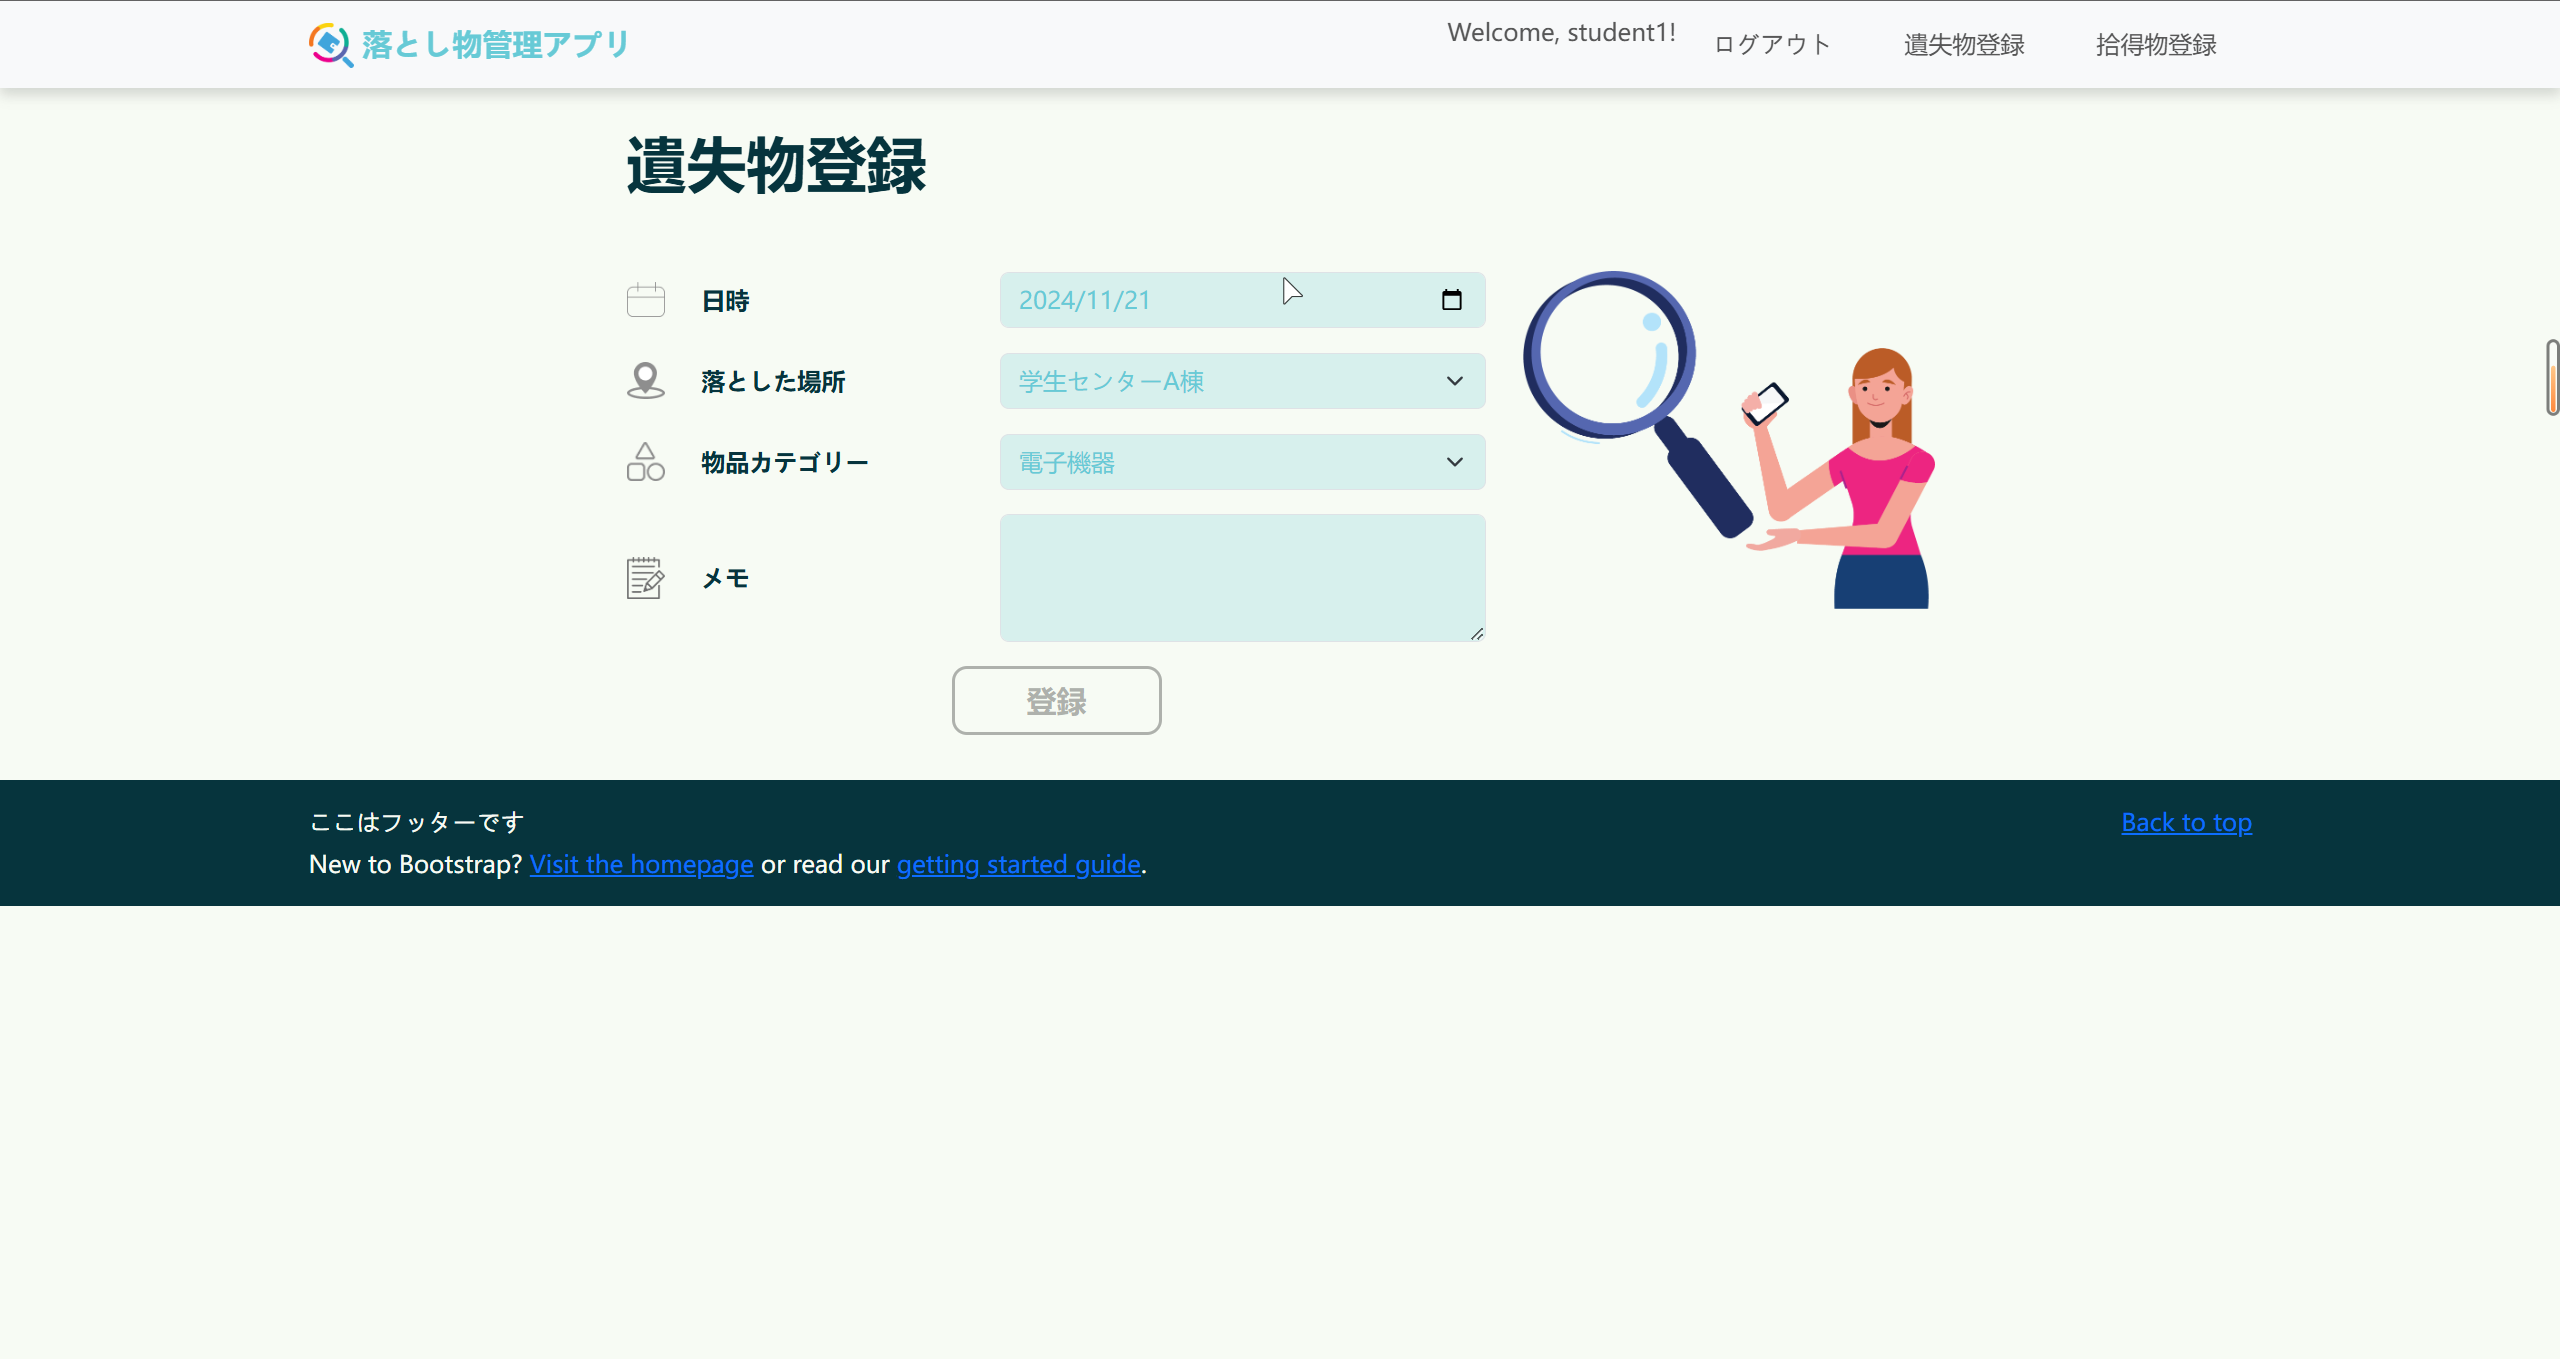 落とし物管理アプリ
Welcome, student1!
ログアウト
遺失物登録
拾得物登録
遺失物登録
日時
2024/11/21
落とした場所
学生センターA棟
物品カテゴリー
電子機器
メモ
登録
ここはフッターです
Back to top
New to Bootstrap? Visit the homepage or read our getting started guide.